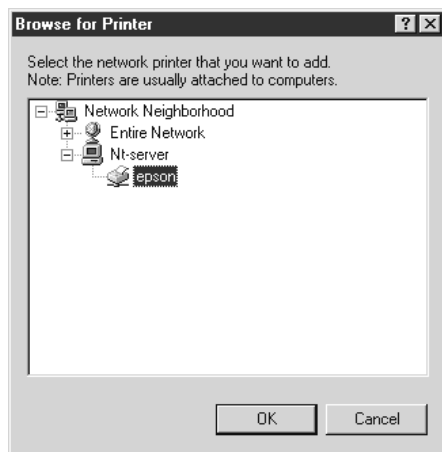 Browse for Printer
Select the network printer that you want to add.
Note: Printers are usually attached to computers.
Network Neighborhood
Entire Network
Nt-server
epson
OK
Cancel